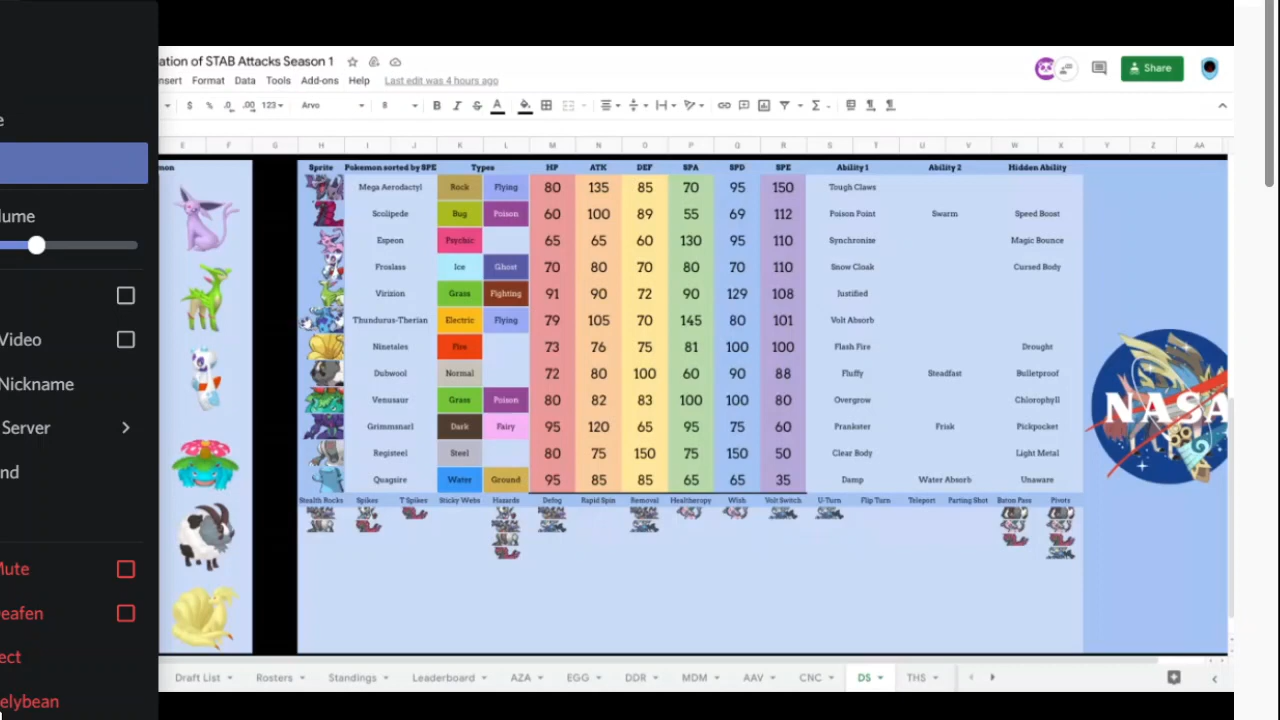 ation of STAB Attacks Season 1
nsert Format Data Tools Add-ons Help Last edit was 4 hours ago
Share
$ % .0 .00 123 Arvo 8 B I S A Σ
E F G H I J K L M N O P Q R S T U V W X Y Z AA
mon Sprite Pokemon sorted by SPE Types HP ATK DEF SPA SPD SPE Ability 1 Ability 2 Hidden Ability
Mega Aerodactyl Rock Flying 80 135 85 70 95 150 Tough Claws
Scolipede Bug Poison 60 100 89 55 69 112 Poison Point Swarm Speed Boost
Espeon Psychic 65 65 60 130 95 110 Synchronize Magic Bounce
Froslass Ice Ghost 70 80 70 80 70 110 Snow Cloak Cursed Body
Virizion Grass Fighting 91 90 72 90 129 108 Justified
Thundurus-Therian Electric Flying 79 105 70 145 80 101 Volt Absorb
Ninetales Fire 73 76 75 81 100 100 Flash Fire Drought
Dubwool Normal 72 80 100 60 90 88 Fluffy Steadfast Bulletproof
Venusaur Grass Poison 80 82 83 100 100 80 Overgrow Chlorophyll
Grimmsnarl Dark Fairy 95 120 65 95 75 60 Prankster Frisk Pickpocket
Registeel Steel 80 75 150 75 150 50 Clear Body Light Metal
Quagsire Water Ground 95 85 85 65 65 35 Damp Water Absorb Unaware
Stealth Rocks Spikes T Spikes Sticky Webs Hazards Defog Rapid Spin Removal Healteropy Wish Volt Switch U-Turn Flip Turn Teleport Parting Shot Baton Pass Pivots
NASA
Draft List Rosters Standings Leaderboard AZA EGG DDR MDM AAV CNC DS THS
e
lume
Video
Nickname
Server
nd
Mute
eafen
ect
elybean